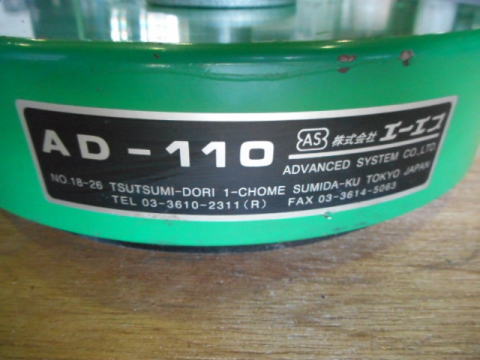 AD-110
AS 株式会社 エーエコ
ADVANCED SYSTEM CO.,LTD
NO.18-26 TSUTSUMI-DORI 1-CHOME SUMIDA-KU TOKYO JAPAN
TEL 03-3610-2311(R) FAX 03-3614-5063